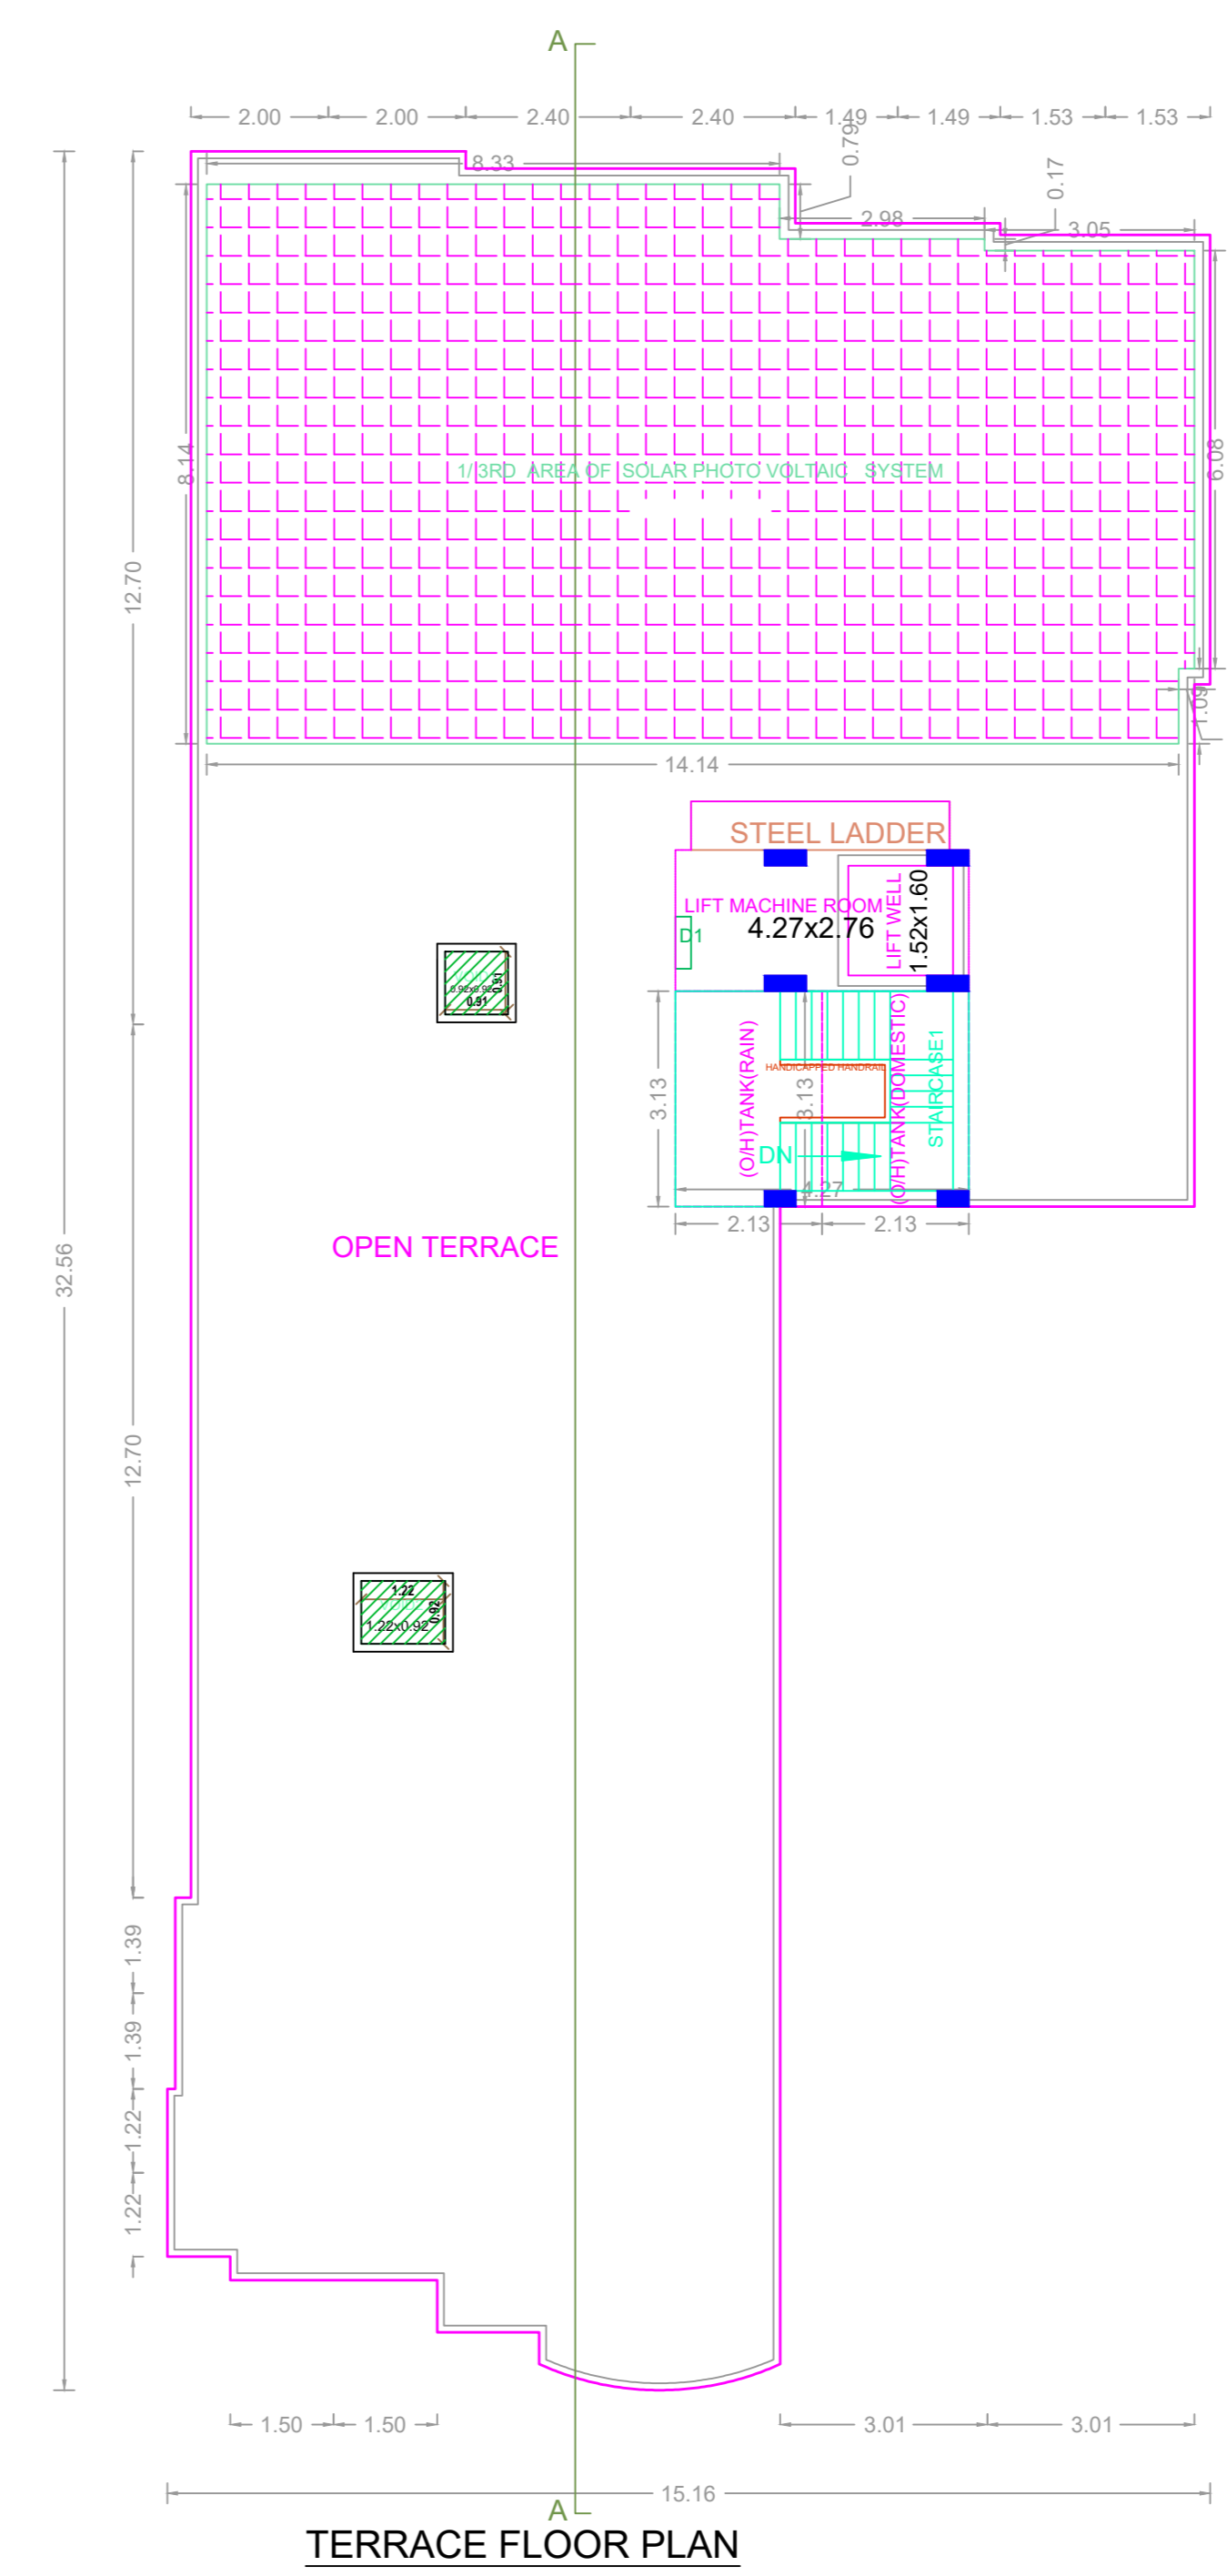 A
2.00 2.00 2.40 2.40 1.49 1.49 1.53 1.53
0.79
8.33
0.17
2.98
3.05
8.14
6.08
1/3RD AREA OF SOLAR PHOTO VOLTAIC SYSTEM
12.70
1.09
14.14
STEEL LADDER
LIFT MACHINE ROOM
4.27x2.76
LIFT WELL
1.52x1.60
D1
0.92x0.92
0.91
0.91
(O/H)TANK(RAIN)
(O/H)TANK(DOMESTIC)
STAIRCASE1
HANDICAPPED HANDRAIL
3.13
3.13
DN
4.27
2.13 2.13
OPEN TERRACE
32.56
12.70
1.22
0.92
1.22x0.92
1.39
1.39
1.22
1.22
1.50 1.50
3.01 3.01
15.16
A
TERRACE FLOOR PLAN